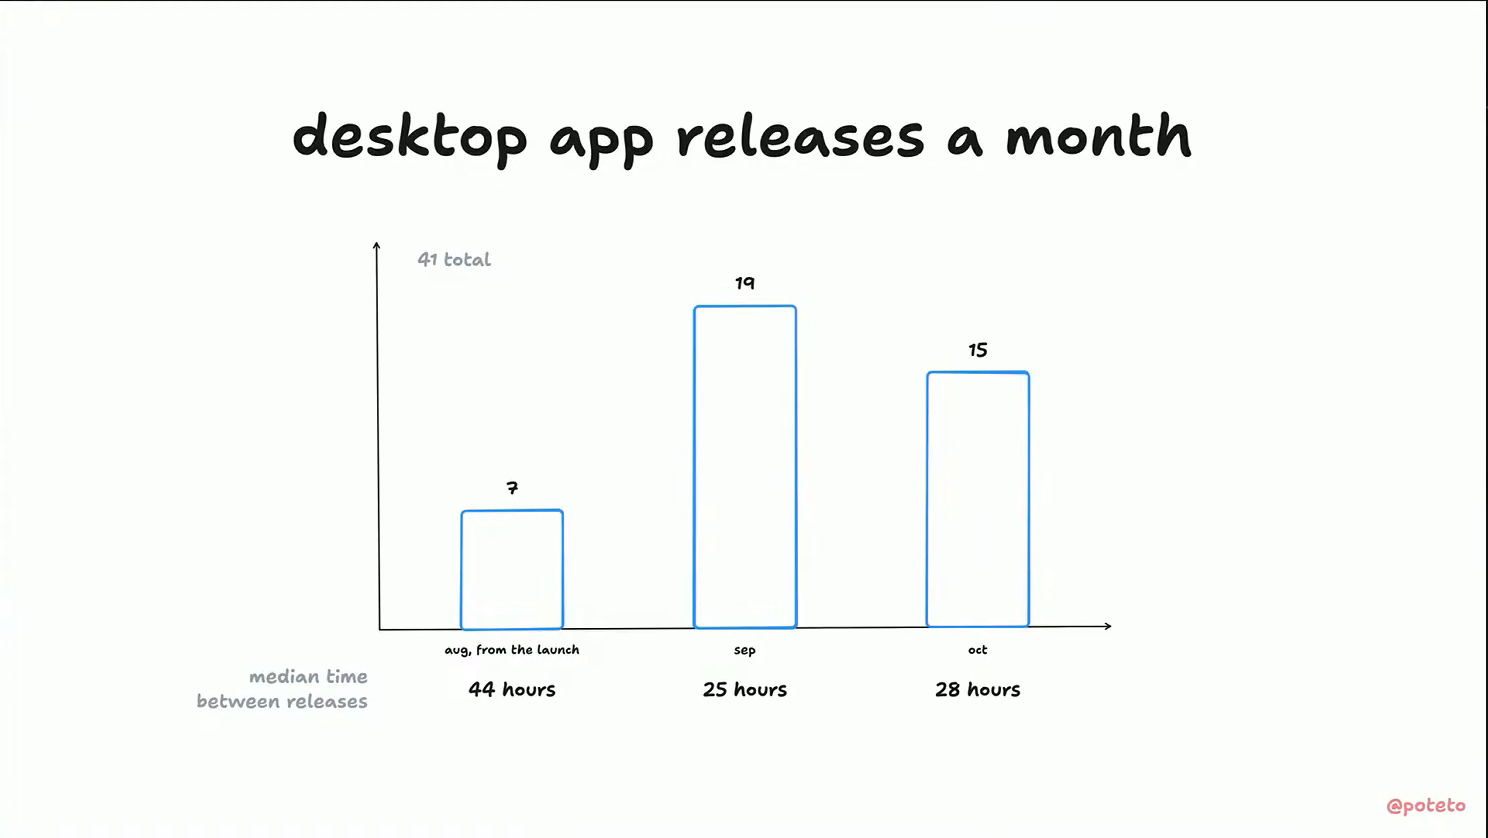 desktop app releases a month
41 total
19
15
7
aug, from the launch
sep
oct
median time
between releases
44 hours
25 hours
28 hours
@poteto